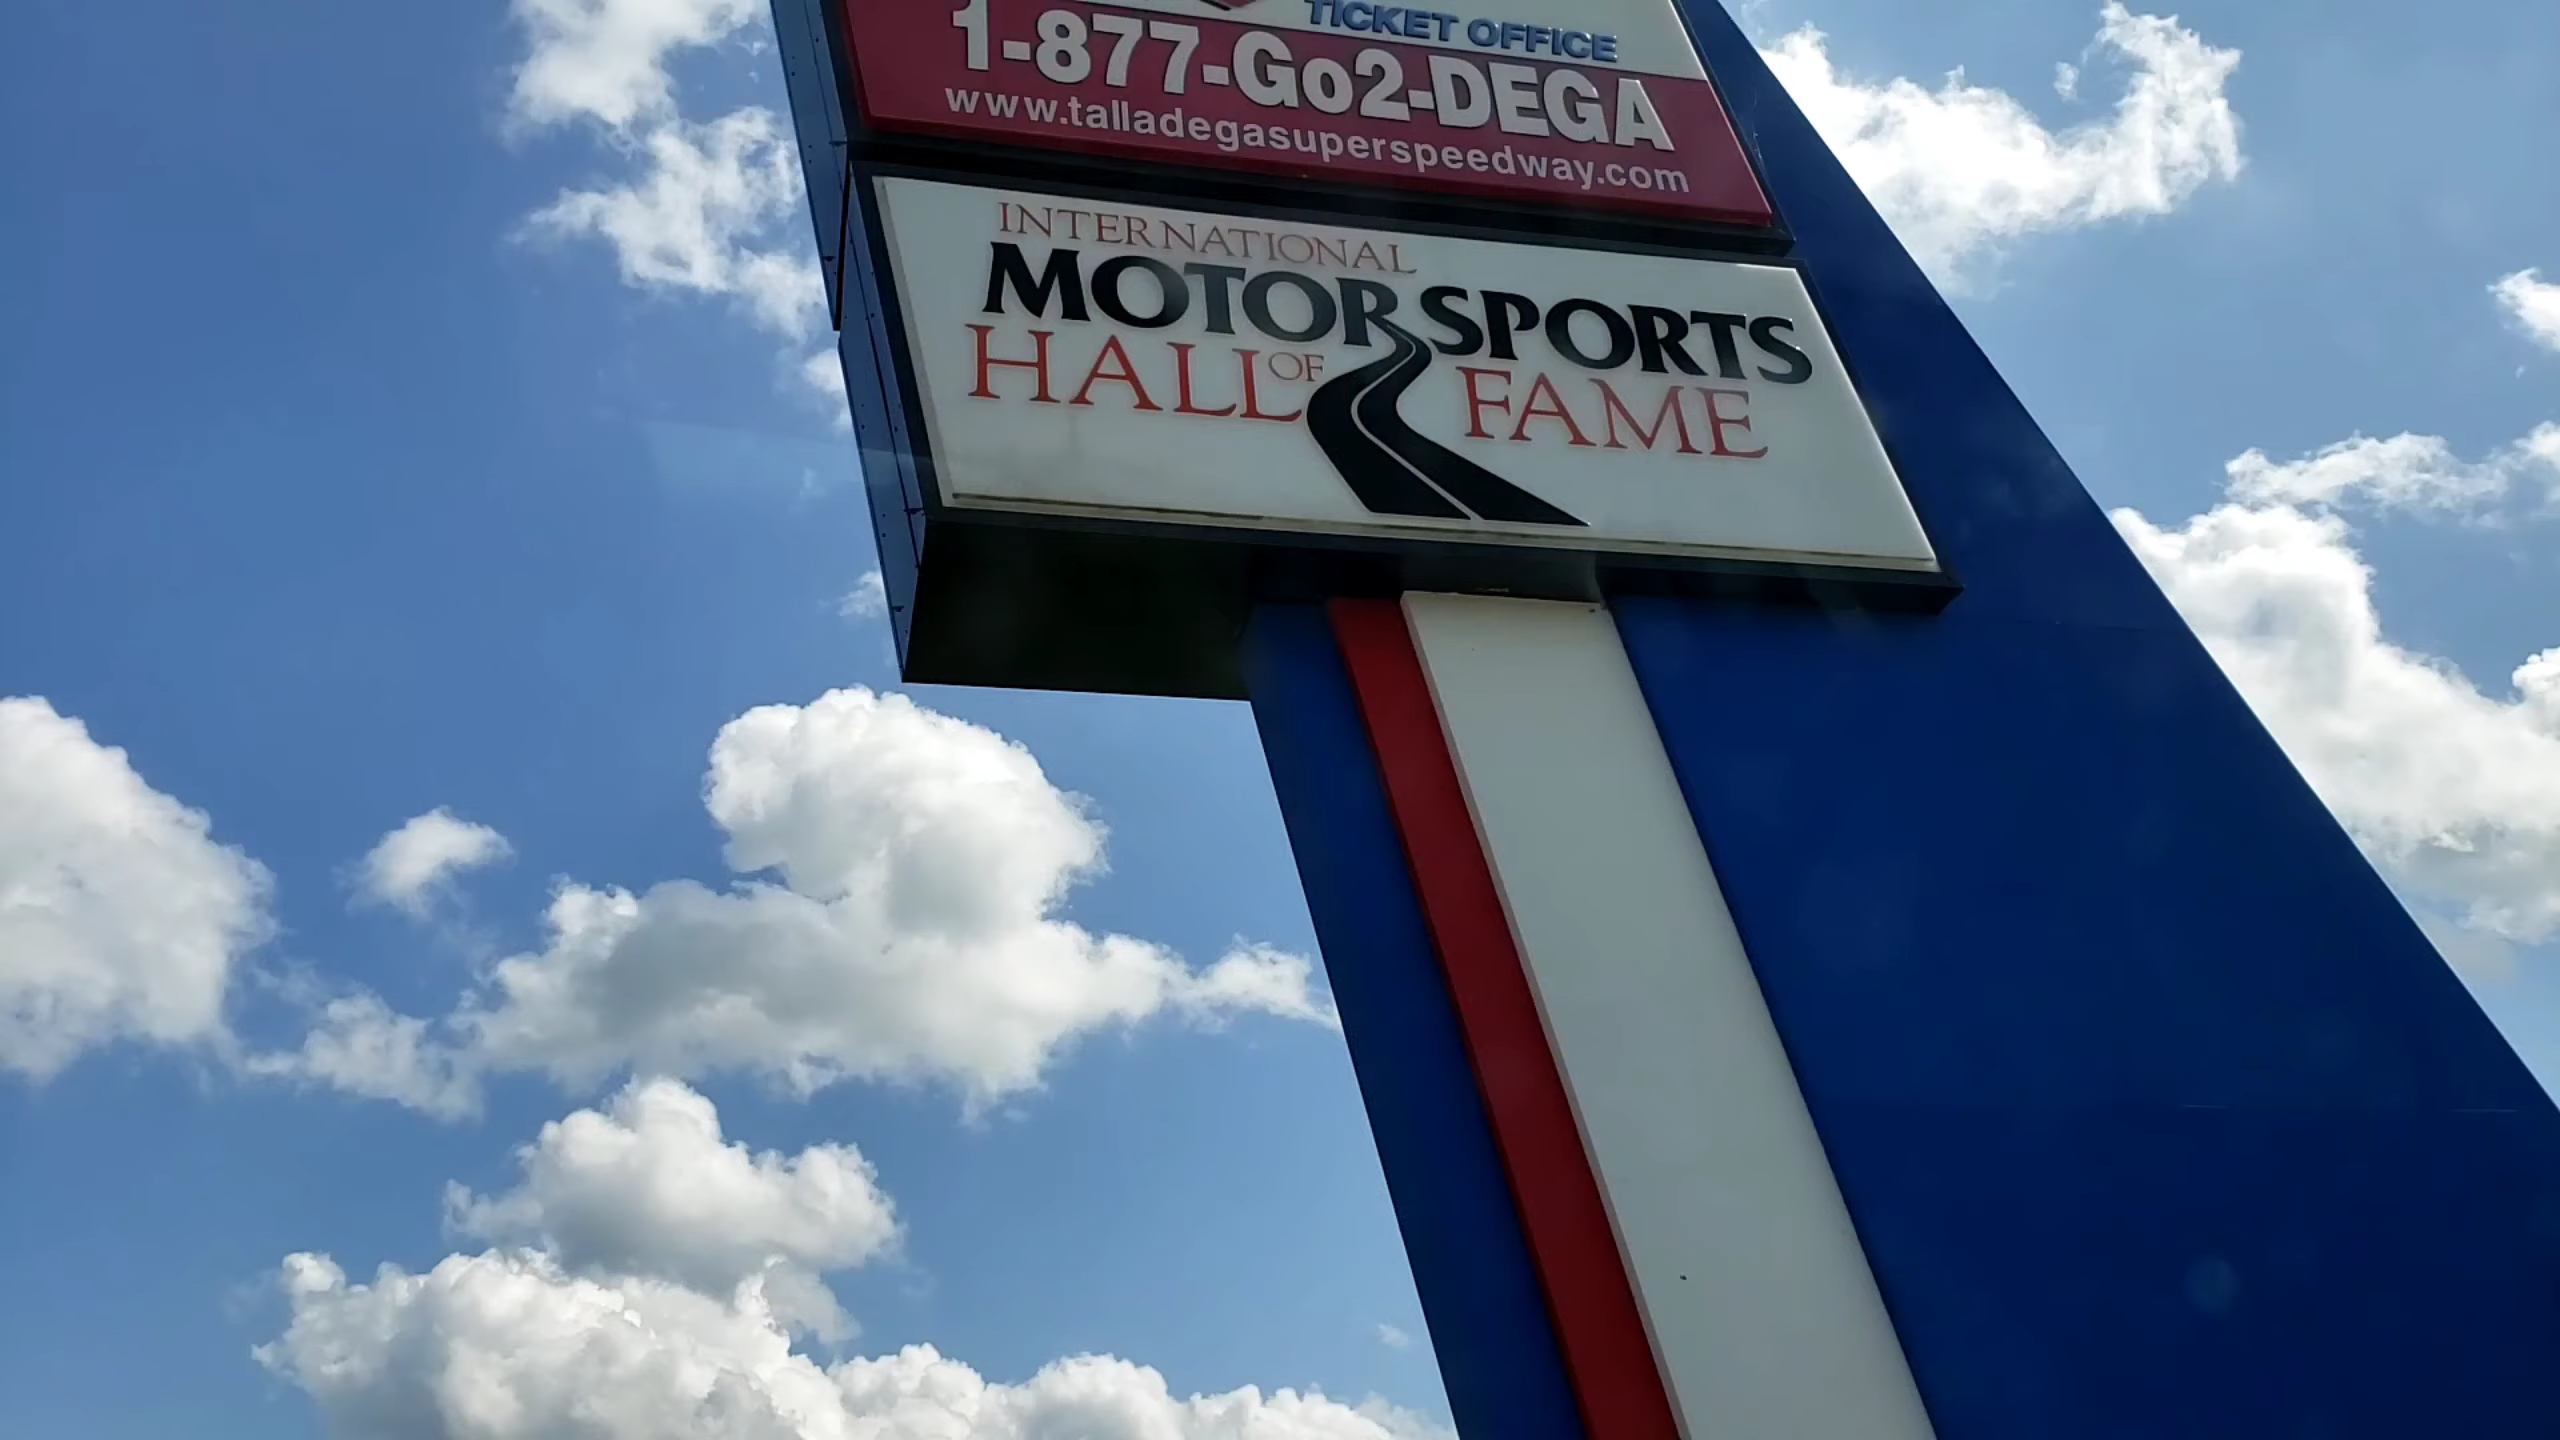 TICKET OFFICE
1-877-Go2-DEGA
www.talladegasuperspeedway.com
INTERNATIONAL
MOTORSPORTS
HALL OF FAME